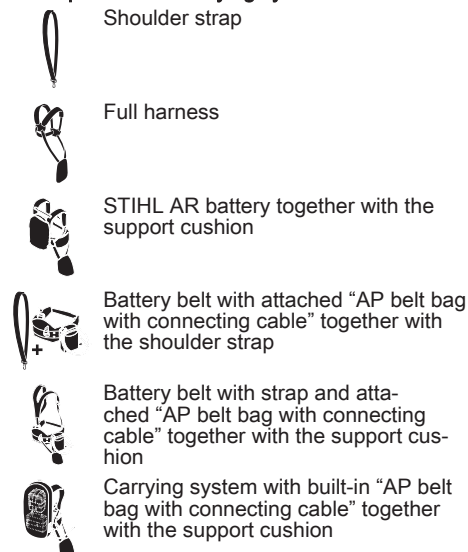 Shoulder strap
Full harness
STIHL AR battery together with the
support cushion
Battery belt with attached “AP belt bag
with connecting cable” together with
the shoulder strap
+
Battery belt with strap and atta-
ched “AP belt bag with connecting
cable” together with the support cus-
hion
Carrying system with built-in “AP belt
bag with connecting cable” together
with the support cushion